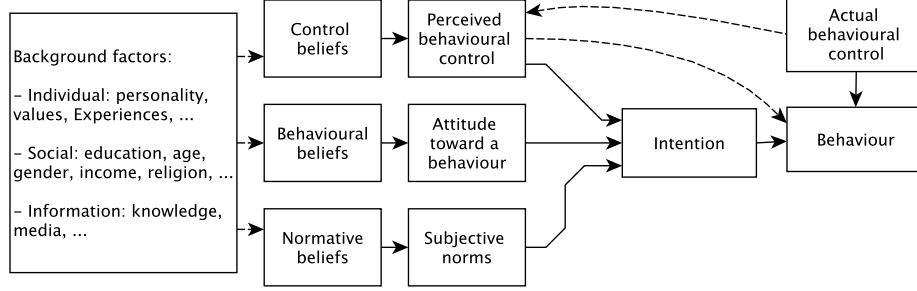 Background factors:
– Individual: personality,
values, Experiences, ...
– Social: education, age,
gender, income, religion, ...
– Information: knowledge,
media, ...
Control
beliefs
Perceived
behavioural
control
Actual
behavioural
control
Behavioural
beliefs
Attitude
toward a
behaviour
Intention
Behaviour
Normative
beliefs
Subjective
norms